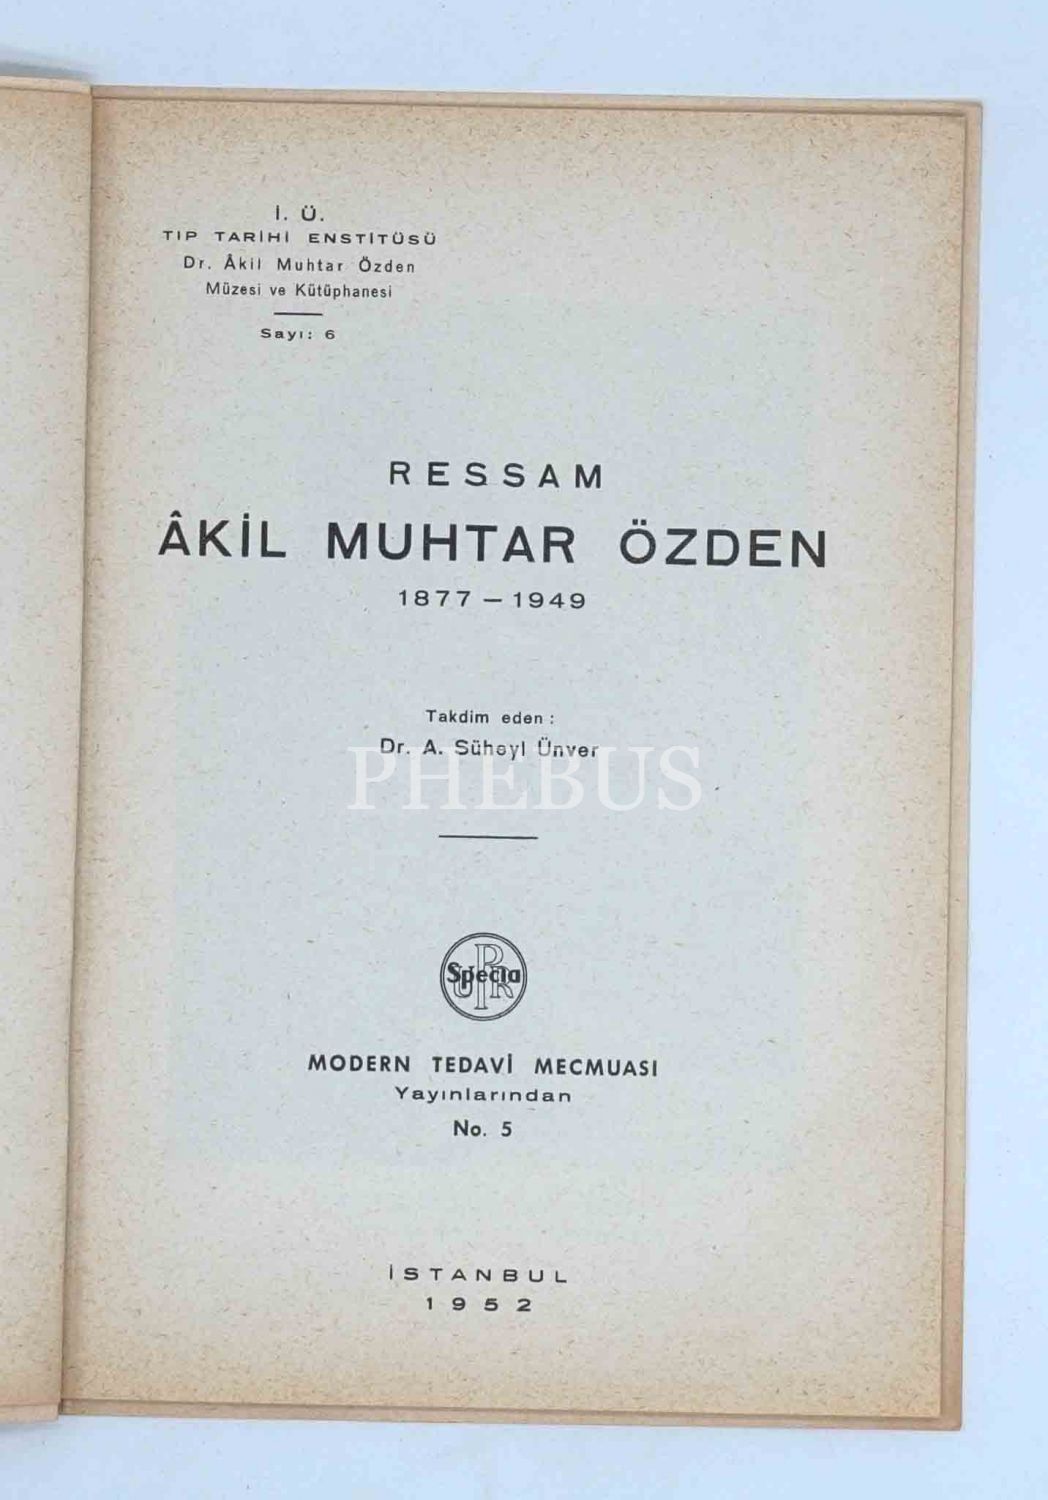 İ. Ü.
TIP TARİHİ ENSTİTÜSÜ
Dr. Âkil Muhtar Özden
Müzesi ve Kütüphanesi
Sayı: 6
RESSAM
ÂKİL MUHTAR ÖZDEN
1877 – 1949
Takdim eden :
Dr. A. Süheyl Ünver
PHEBUS
Specia
MODERN TEDAVİ MECMUASI
Yayınlarından
No. 5
İSTANBUL
1952